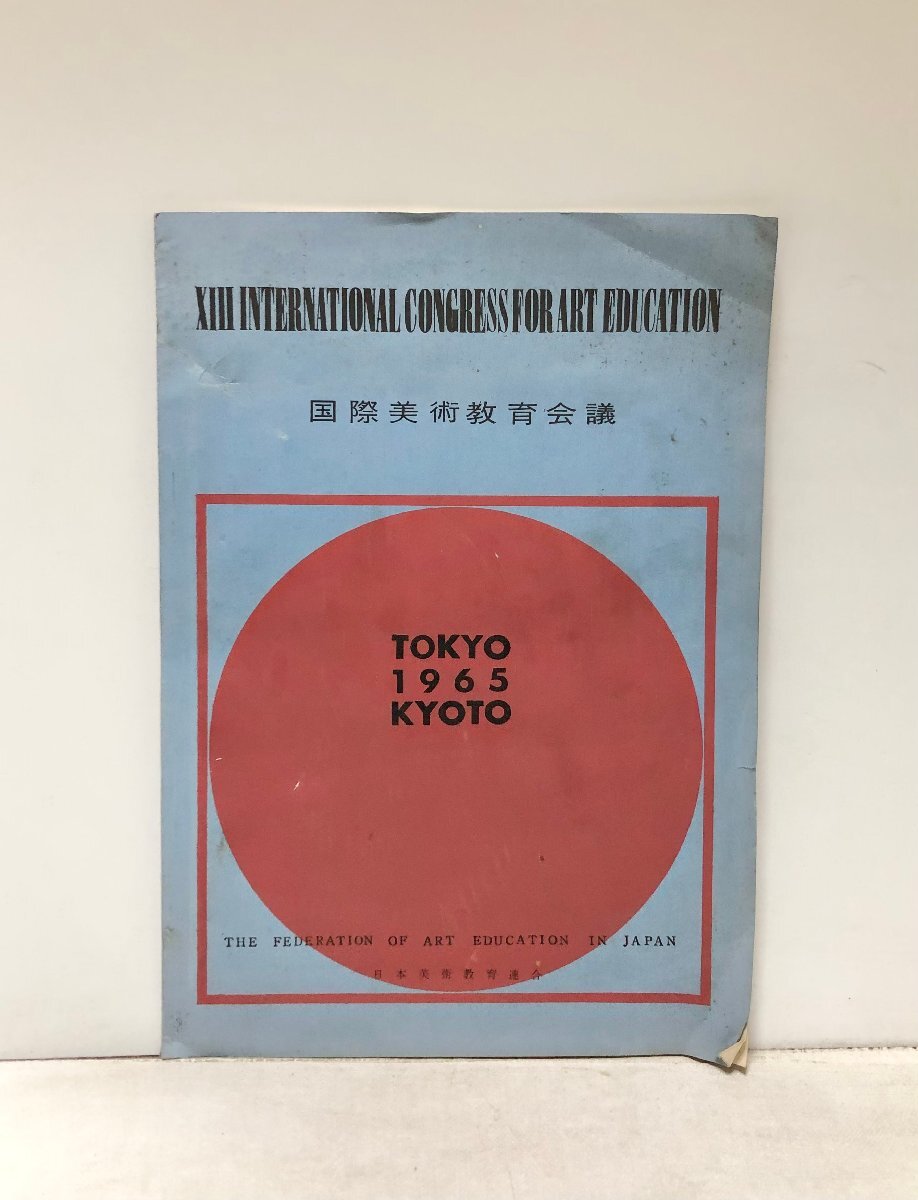 XIII INTERNATIONAL CONGRESS FOR ART EDUCATION
国際美術教育会議
TOKYO
1965
KYOTO
THE FEDERATION OF ART EDUCATION IN JAPAN
日本美術教育連合